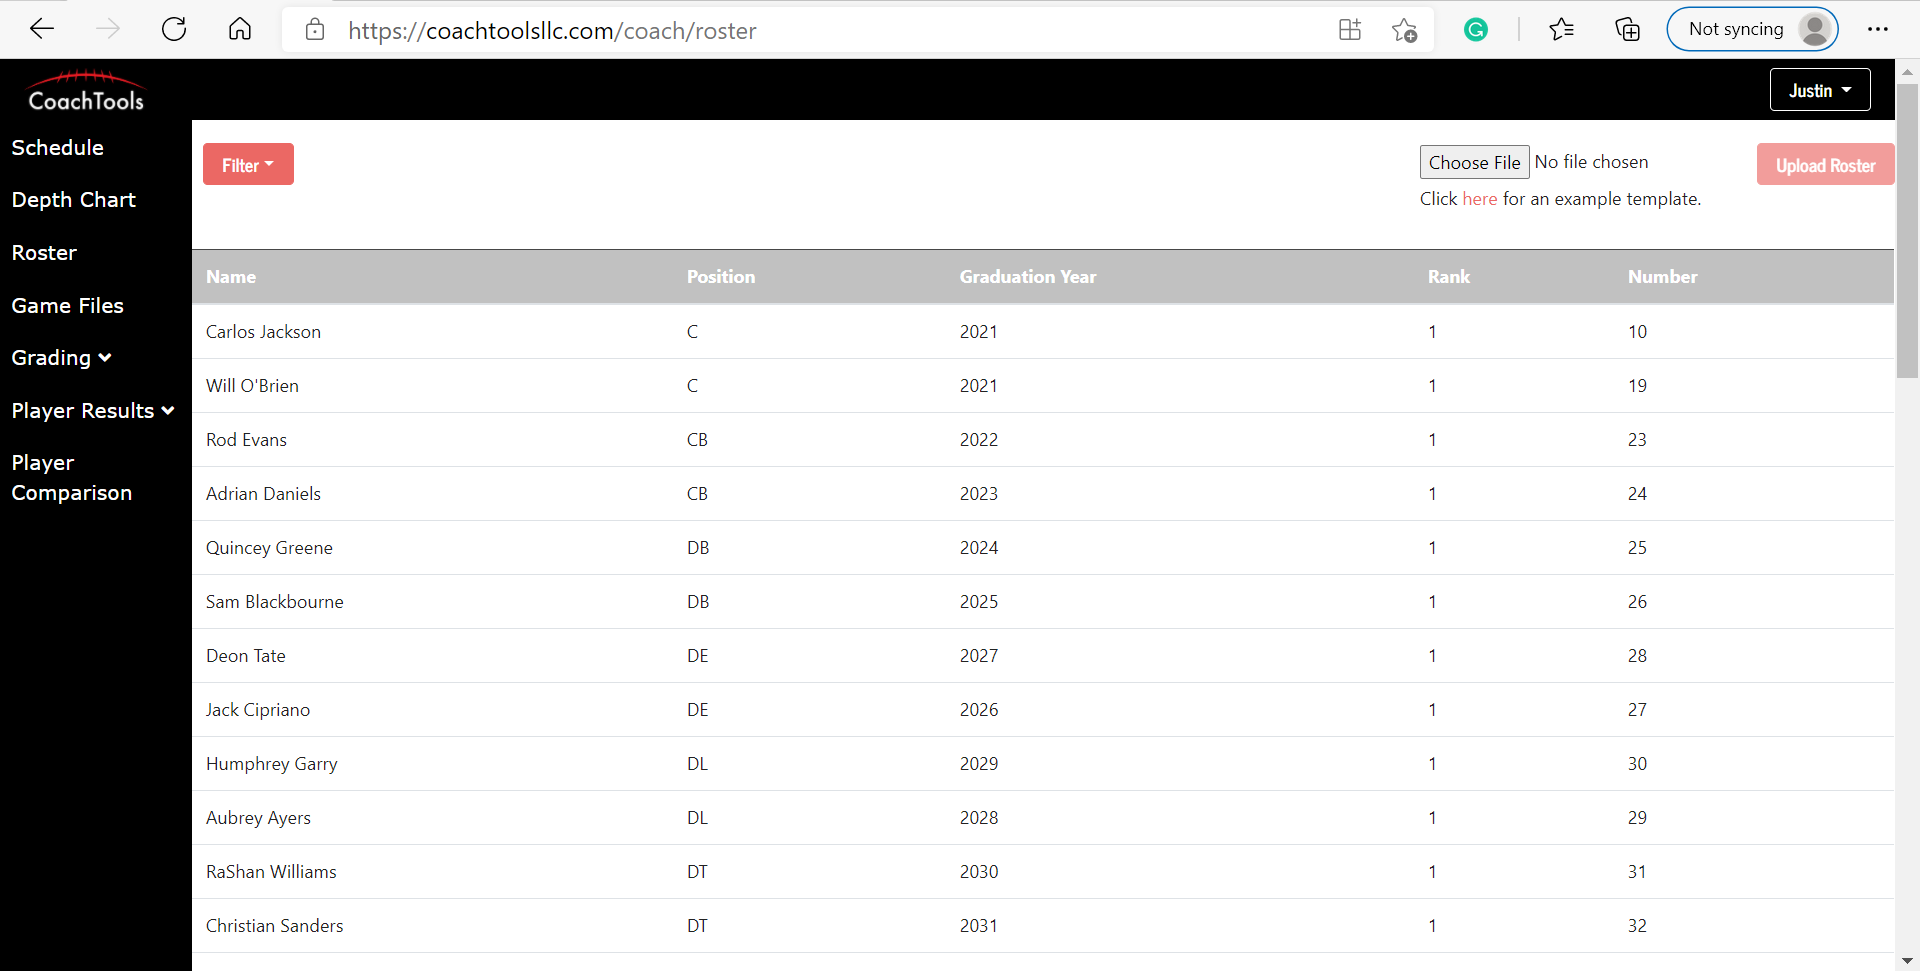 https://coachtoolsllc.com/coach/roster
Not syncing
CoachTools
Justin
Schedule
Depth Chart
Roster
Game Files
Grading
Player Results
Player
Comparison
Filter
Choose File No file chosen
Upload Roster
Click here for an example template.
Name Position Graduation Year Rank Number
Carlos Jackson C 2021 1 10
Will O'Brien C 2021 1 19
Rod Evans CB 2022 1 23
Adrian Daniels CB 2023 1 24
Quincey Greene DB 2024 1 25
Sam Blackbourne DB 2025 1 26
Deon Tate DE 2027 1 28
Jack Cipriano DE 2026 1 27
Humphrey Garry DL 2029 1 30
Aubrey Ayers DL 2028 1 29
RaShan Williams DT 2030 1 31
Christian Sanders DT 2031 1 32